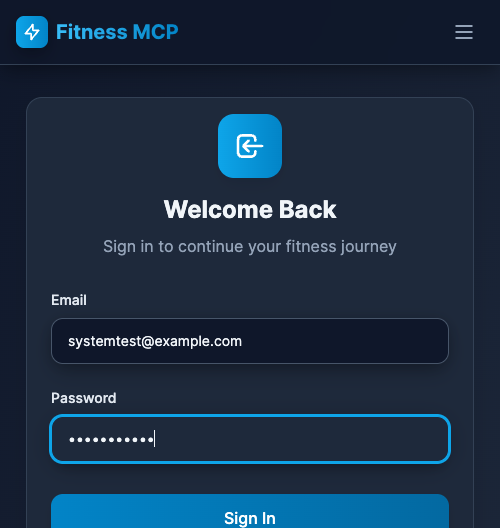 Fitness MCP
Welcome Back
Sign in to continue your fitness journey
Email
systemtest@example.com
Password
•••••••••••
Sign In